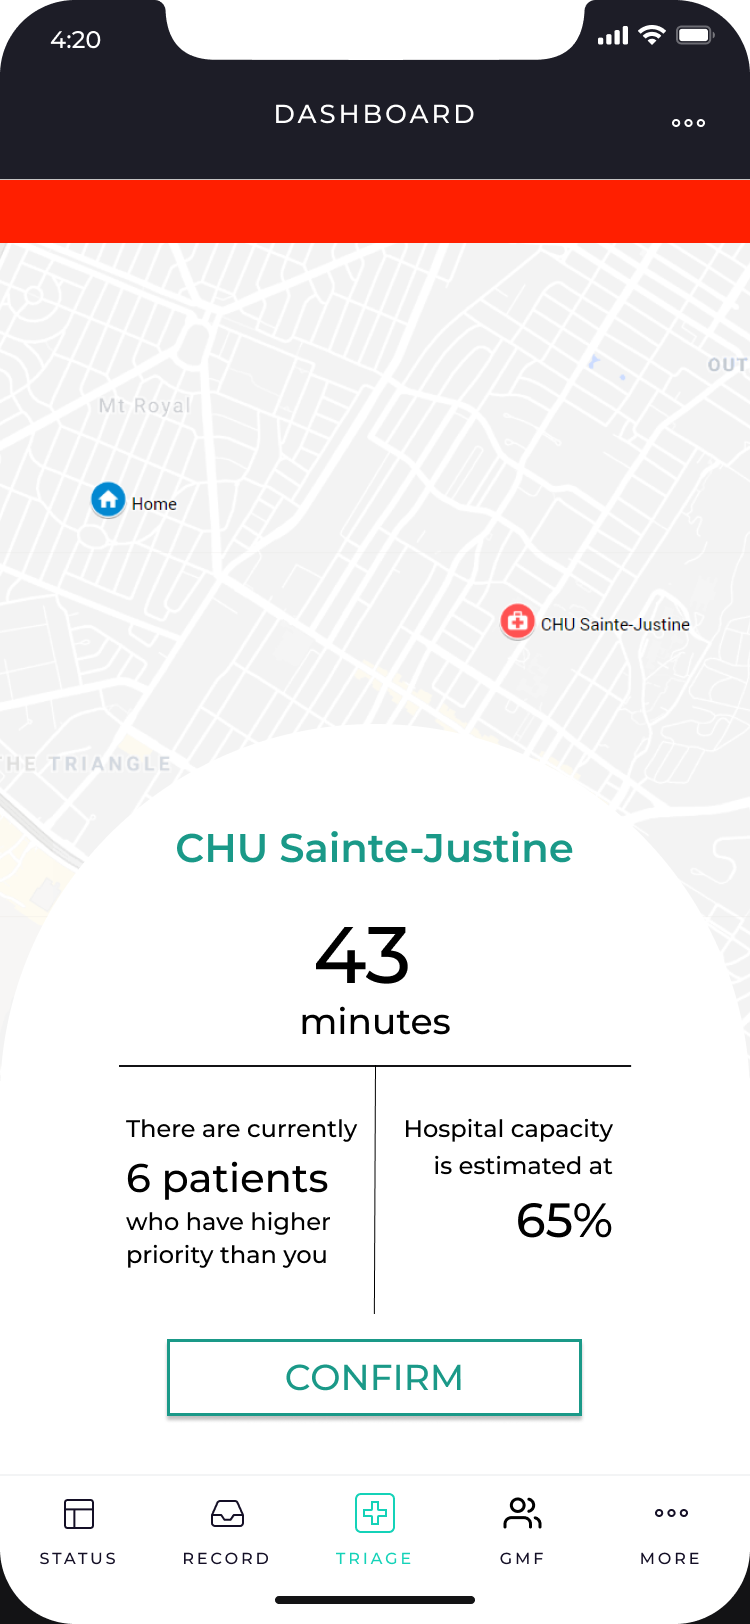 4:20
DASHBOARD
OUT
Mt Royal
Home
CHU Sainte-Justine
HE TRIANGLE
CHU Sainte-Justine
43
minutes
There are currently
6 patients
who have higher
priority than you
Hospital capacity
is estimated at
65%
CONFIRM
STATUS
RECORD
TRIAGE
GMF
MORE